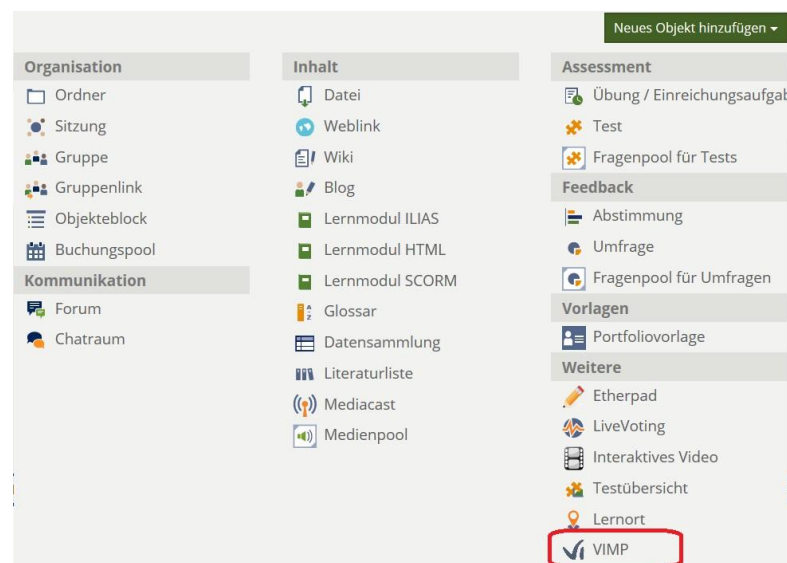 Neues Objekt hinzufügen
Organisation
Ordner
Sitzung
Gruppe
Gruppenlink
Objekteblock
Buchungspool
Kommunikation
Forum
Chatraum
Inhalt
Datei
Weblink
Wiki
Blog
Lernmodul ILIAS
Lernmodul HTML
Lernmodul SCORM
Glossar
Datensammlung
Literaturliste
Mediacast
Medienpool
Assessment
Übung / Einreichungsaufgab
Test
Fragenpool für Tests
Feedback
Abstimmung
Umfrage
Fragenpool für Umfragen
Vorlagen
Portfoliovorlage
Weitere
Etherpad
LiveVoting
Interaktives Video
Testübersicht
Lernort
VIMP